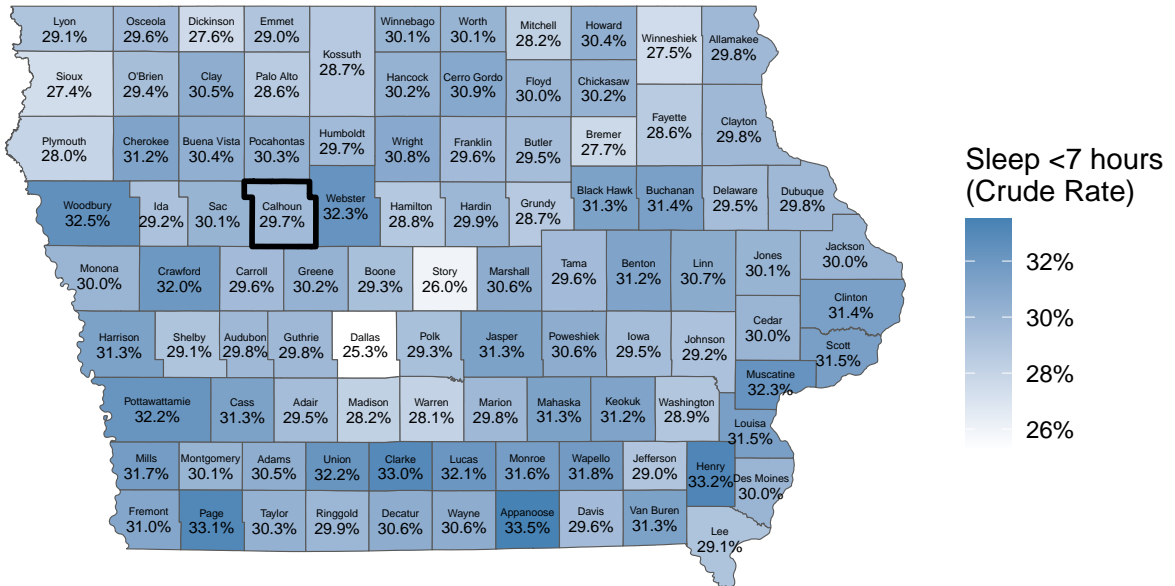 Lyon
29.1%
Osceola
29.6%
Dickinson
27.6%
Emmet
29.0%
Kossuth
28.7%
Winnebago
30.1%
Worth
30.1%
Mitchell
28.2%
Howard
30.4%
Winneshiek
27.5%
Allamakee
29.8%
Sioux
27.4%
O'Brien
29.4%
Clay
30.5%
Palo Alto
28.6%
Hancock
30.2%
Cerro Gordo
30.9%
Floyd
30.0%
Chickasaw
30.2%
Fayette
28.6%
Clayton
29.8%
Plymouth
28.0%
Cherokee
31.2%
Buena Vista
30.4%
Pocahontas
30.3%
Humboldt
29.7%
Wright
30.8%
Franklin
29.6%
Butler
29.5%
Bremer
27.7%
Woodbury
32.5%
Ida
29.2%
Sac
30.1%
Calhoun
29.7%
Webster
32.3%
Hamilton
28.8%
Hardin
29.9%
Grundy
28.7%
Black Hawk
31.3%
Buchanan
31.4%
Delaware
29.5%
Dubuque
29.8%
Monona
30.0%
Crawford
32.0%
Carroll
29.6%
Greene
30.2%
Boone
29.3%
Story
26.0%
Marshall
30.6%
Tama
29.6%
Benton
31.2%
Linn
30.7%
Jones
30.1%
Jackson
30.0%
Clinton
31.4%
Harrison
31.3%
Shelby
29.1%
Audubon
29.8%
Guthrie
29.8%
Dallas
25.3%
Polk
29.3%
Jasper
31.3%
Poweshiek
30.6%
Iowa
29.5%
Johnson
29.2%
Cedar
30.0%
Scott
31.5%
Muscatine
32.3%
Pottawattamie
32.2%
Cass
31.3%
Adair
29.5%
Madison
28.2%
Warren
28.1%
Marion
29.8%
Mahaska
31.3%
Keokuk
31.2%
Washington
28.9%
Louisa
31.5%
Mills
31.7%
Montgomery
30.1%
Adams
30.5%
Union
32.2%
Clarke
33.0%
Lucas
32.1%
Monroe
31.6%
Wapello
31.8%
Jefferson
29.0%
Henry
33.2%
Des Moines
30.0%
Fremont
31.0%
Page
33.1%
Taylor
30.3%
Ringgold
29.9%
Decatur
30.6%
Wayne
30.6%
Appanoose
33.5%
Davis
29.6%
Van Buren
31.3%
Lee
29.1%
Sleep <7 hours
(Crude Rate)
32%
30%
28%
26%